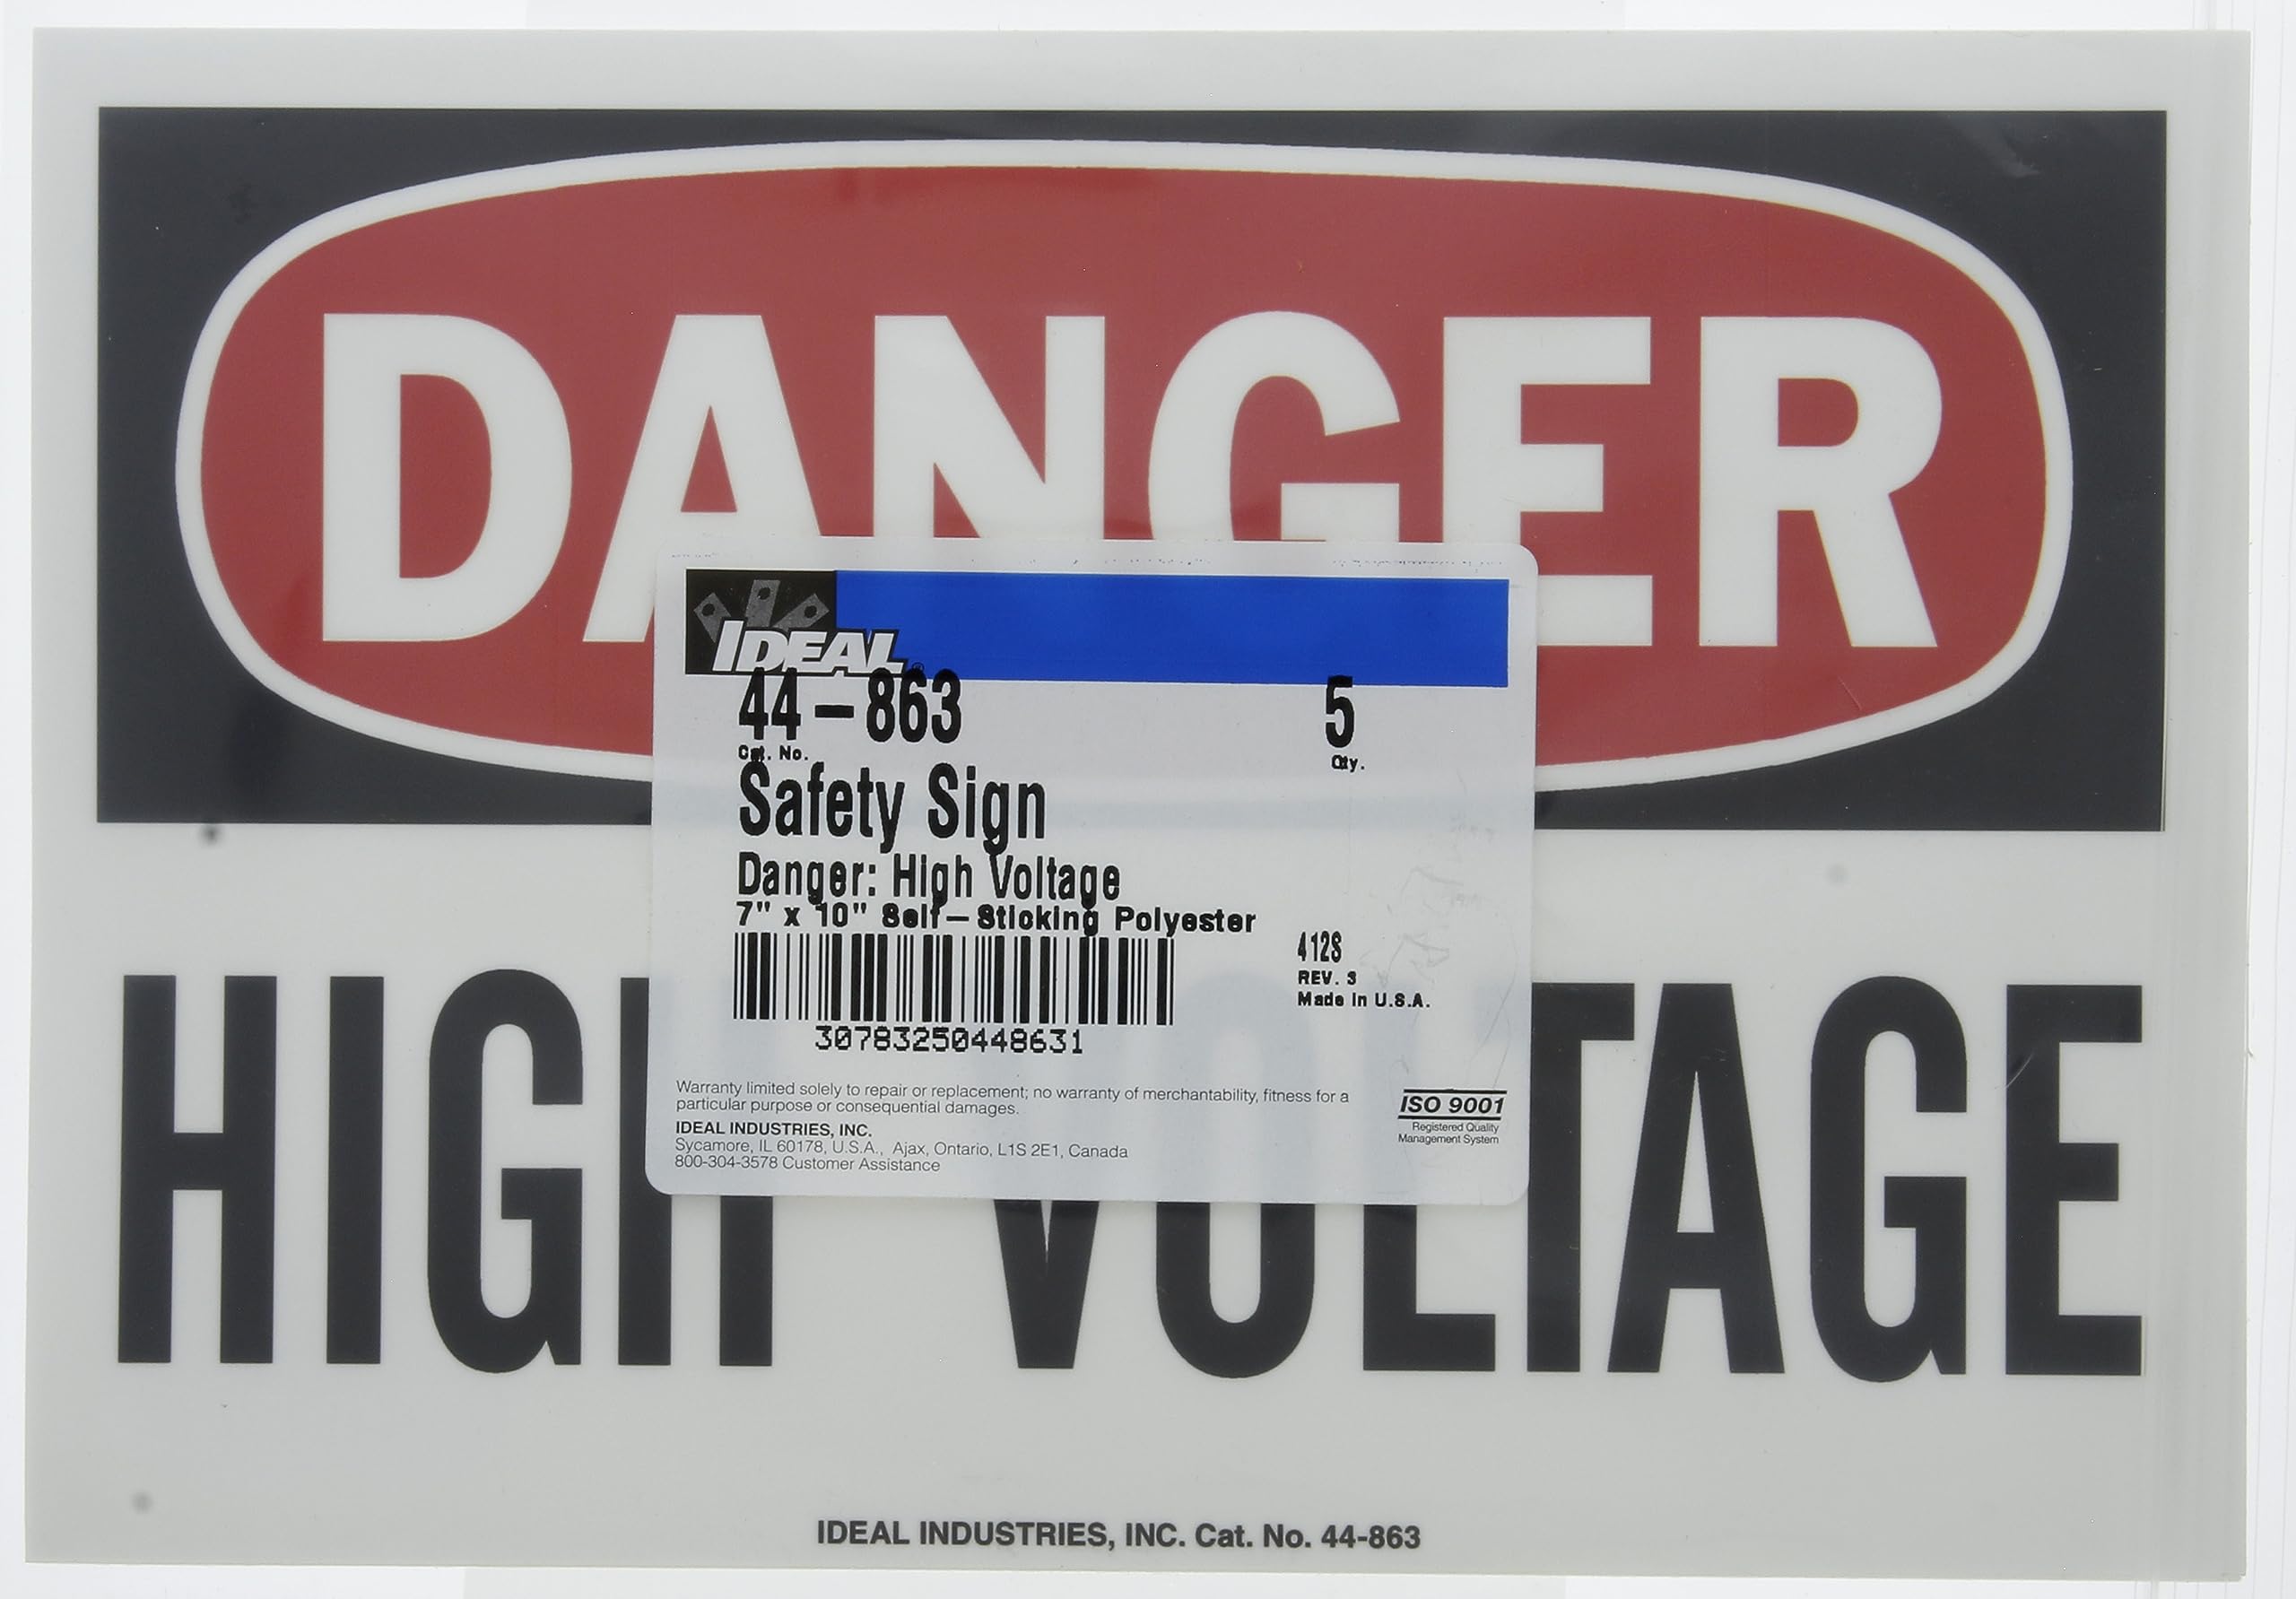 DANGER
IDEAL®
44-863 5
Cat. No. Qty.
Safety Sign
Danger: High Voltage
7" x 10" Self-Sticking Polyester
412S
REV. 3
Made in U.S.A.
30783250448631
Warranty limited solely to repair or replacement; no warranty of merchantability, fitness for a
particular purpose or consequential damages.
IDEAL INDUSTRIES, INC.
Sycamore, IL 60178, U.S.A., Ajax, Ontario, L1S 2E1, Canada
800-304-3578 Customer Assistance
ISO 9001
Registered Quality
Management System
HIGH VOLTAGE
IDEAL INDUSTRIES, INC. Cat. No. 44-863